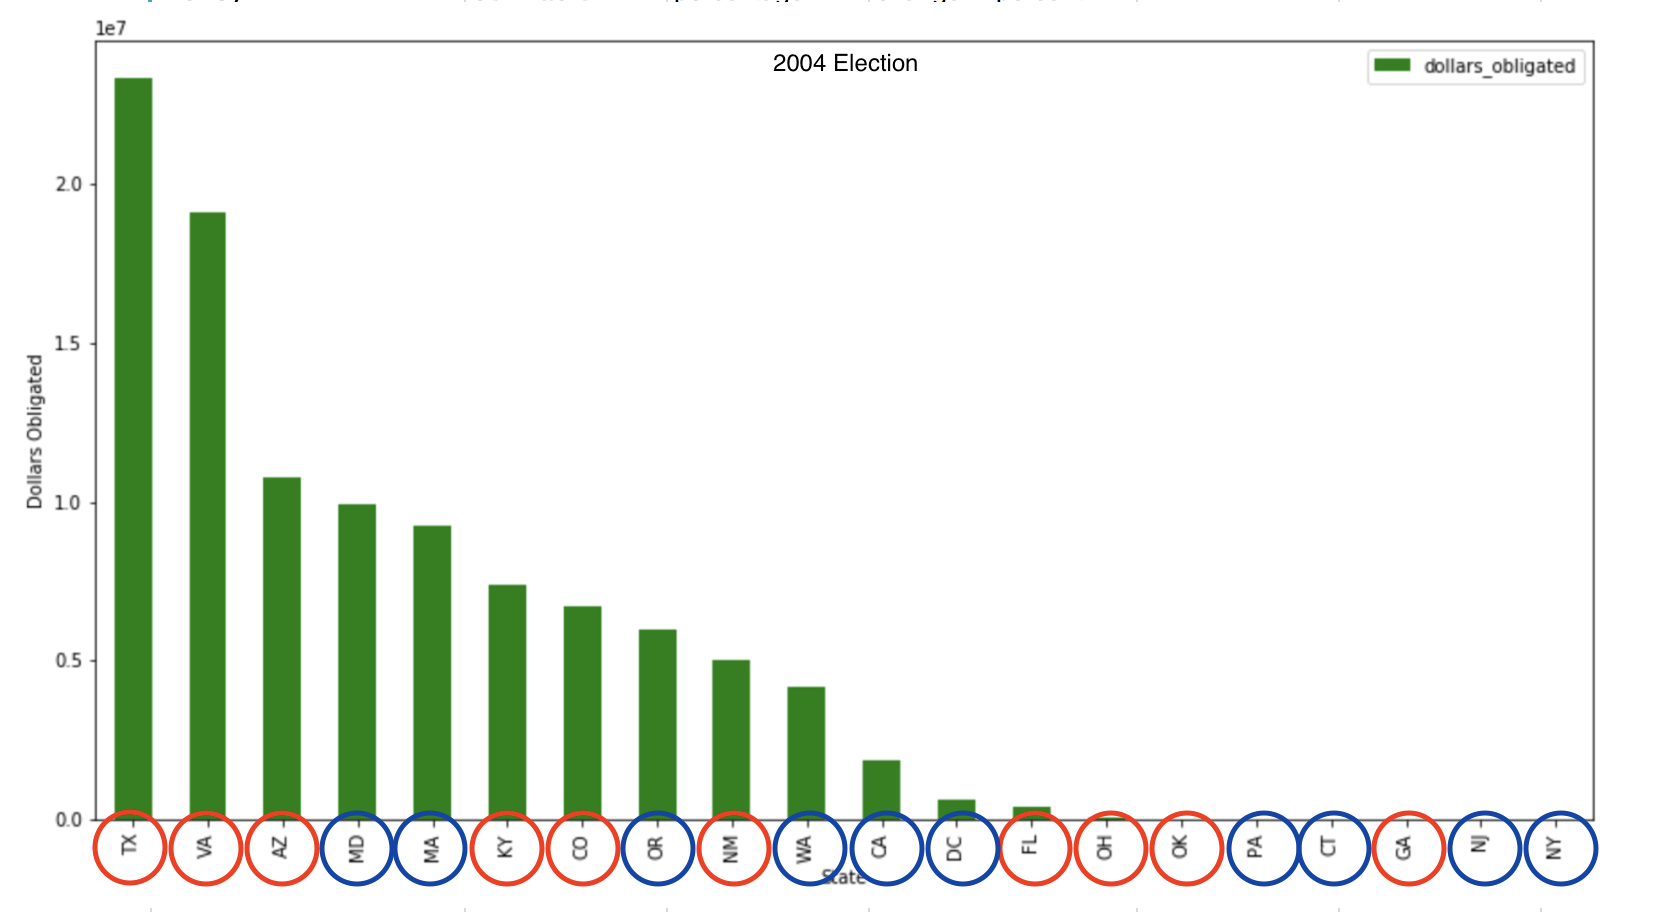 1e7
2004 Election
dollars_obligated
2.0
1.5
1.0
0.5
0.0
Dollars Obligated
TX VA AZ MD MA KY CO OR NM WA CA DC FL OH OK PA CT GA NJ NY
State